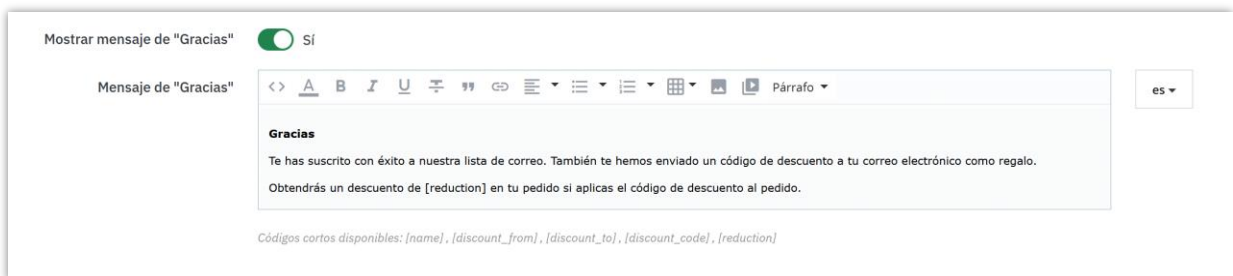 Mostrar mensaje de "Gracias" Sí
Mensaje de "Gracias" <> A B I U Párrafo es
Gracias
Te has suscrito con éxito a nuestra lista de correo. También te hemos enviado un código de descuento a tu correo electrónico como regalo.
Obtendrás un descuento de [reduction] en tu pedido si aplicas el código de descuento al pedido.
Códigos cortos disponibles: [name] , [discount_from] , [discount_to] , [discount_code] , [reduction]